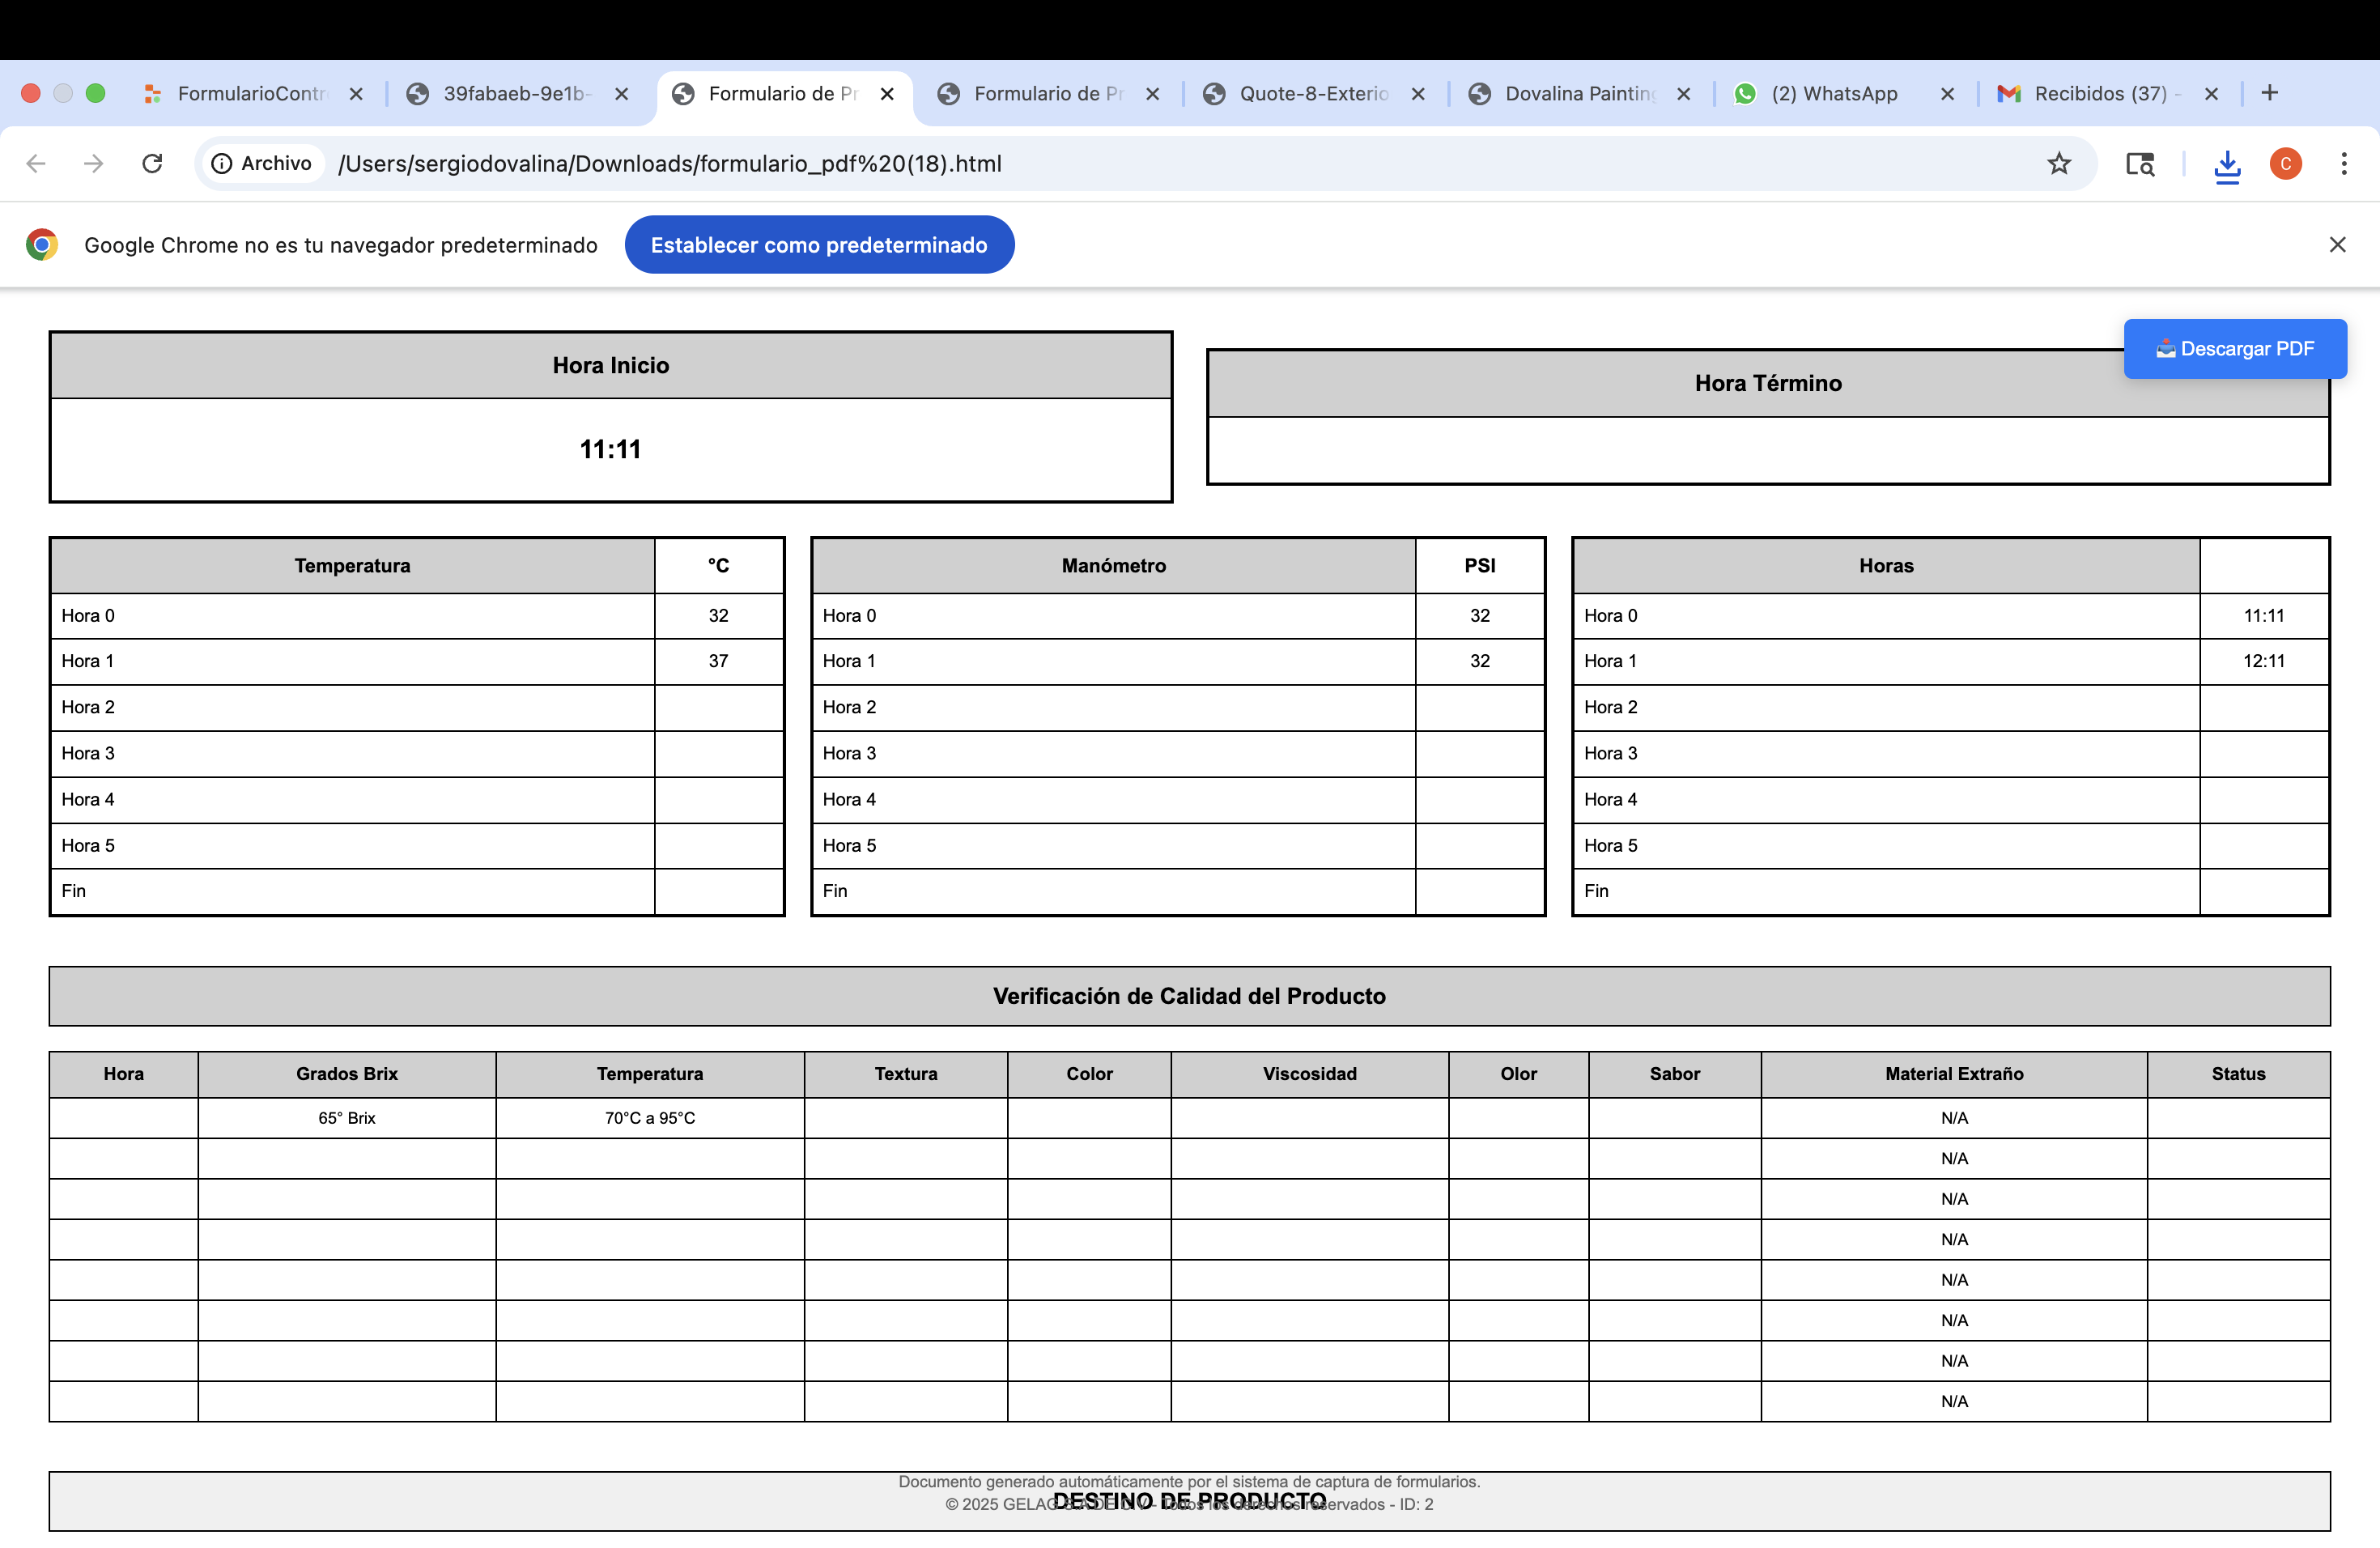 FormularioContr
39fabaeb-9e1b-
Formulario de Pr
Formulario de Pr
Quote-8-Exterio
Dovalina Painting
(2) WhatsApp
Recibidos (37) -
Archivo /Users/sergiodovalina/Downloads/formulario_pdf%20(18).html
C
Google Chrome no es tu navegador predeterminado
Establecer como predeterminado
Descargar PDF
Hora Inicio
11:11
Hora Término
Temperatura °C
Hora 0 32
Hora 1 37
Hora 2
Hora 3
Hora 4
Hora 5
Fin
Manómetro PSI
Hora 0 32
Hora 1 32
Hora 2
Hora 3
Hora 4
Hora 5
Fin
Horas
Hora 0 11:11
Hora 1 12:11
Hora 2
Hora 3
Hora 4
Hora 5
Fin
Verificación de Calidad del Producto
Hora Grados Brix Temperatura Textura Color Viscosidad Olor Sabor Material Extraño Status
65° Brix 70°C a 95°C N/A
N/A
N/A
N/A
N/A
N/A
N/A
N/A
Documento generado automáticamente por el sistema de captura de formularios.
DESTINO DE PRODUCTO
© 2025 GELAG S.A DE C.V - Todos los derechos reservados - ID: 2